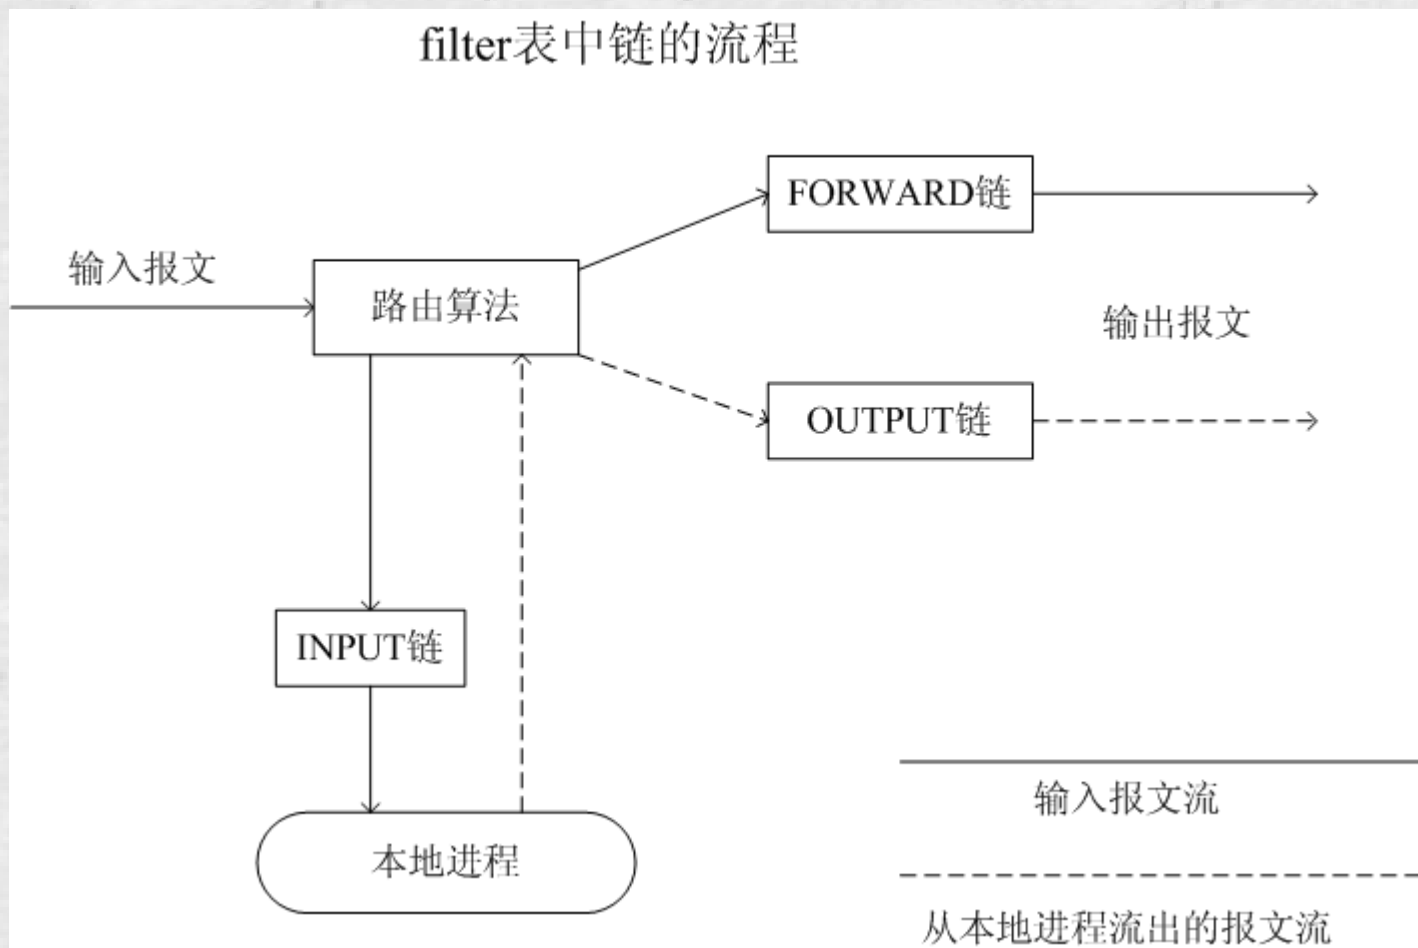 filter表中链的流程
FORWARD链
输入报文
路由算法
输出报文
OUTPUT链
INPUT链
输入报文流
本地进程
从本地进程流出的报文流